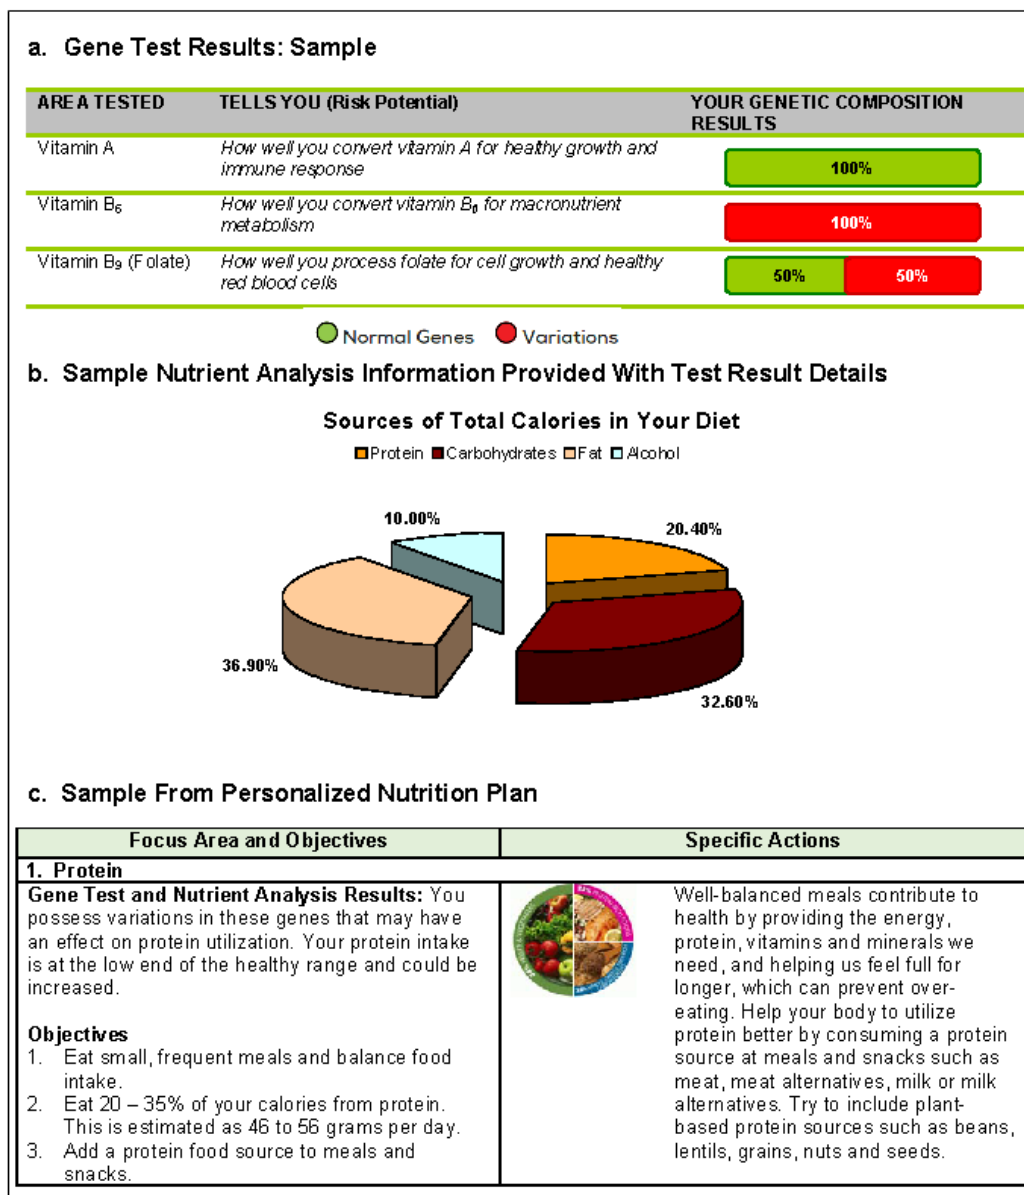 a. Gene Test Results: Sample
AREA TESTED TELLS YOU (Risk Potential) YOUR GENETIC COMPOSITION
RESULTS
Vitamin A How well you convert vitamin A for healthy growth and
immune response
100%
Vitamin B₆ How well you convert vitamin B₆ for macronutrient
metabolism
100%
Vitamin B₉ (Folate) How well you process folate for cell growth and healthy
red blood cells
50% 50%
Normal Genes Variations
b. Sample Nutrient Analysis Information Provided With Test Result Details
Sources of Total Calories in Your Diet
Protein Carbohydrates Fat Alcohol
10.00%
20.40%
36.90%
32.60%
c. Sample From Personalized Nutrition Plan
Focus Area and Objectives Specific Actions
1. Protein
Gene Test and Nutrient Analysis Results: You
possess variations in these genes that may have
an effect on protein utilization. Your protein intake
is at the low end of the healthy range and could be
increased.
Objectives
1. Eat small, frequent meals and balance food
intake.
2. Eat 20 – 35% of your calories from protein.
This is estimated as 46 to 56 grams per day.
3. Add a protein food source to meals and
snacks.
Well-balanced meals contribute to
health by providing the energy,
protein, vitamins and minerals we
need, and helping us feel full for
longer, which can prevent over-
eating. Help your body to utilize
protein better by consuming a protein
source at meals and snacks such as
meat, meat alternatives, milk or milk
alternatives. Try to include plant-
based protein sources such as beans,
lentils, grains, nuts and seeds.